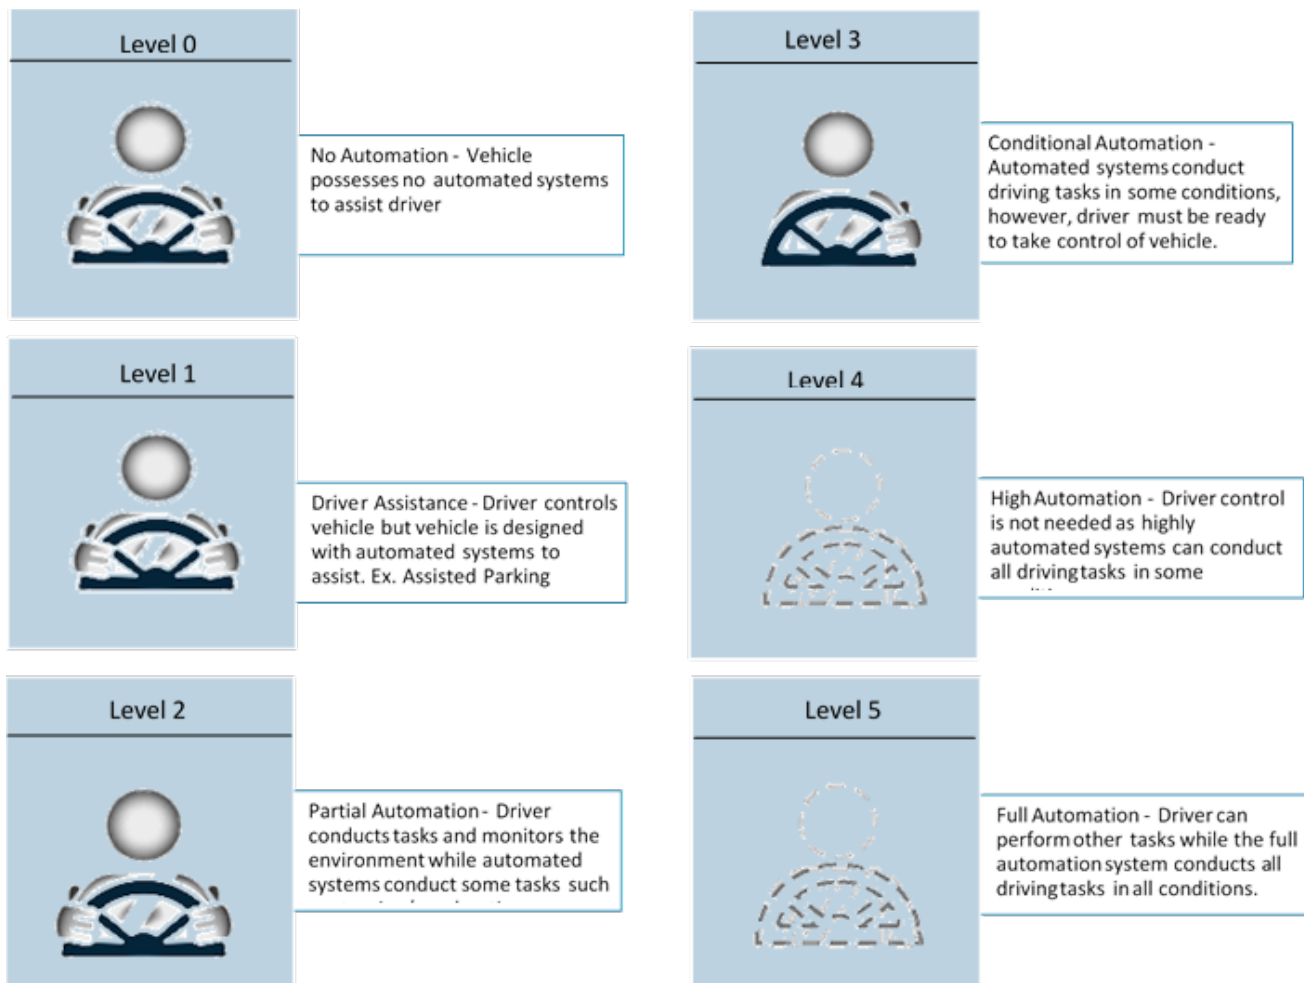 Level 0
No Automation - Vehicle
possesses no automated systems
to assist driver
Level 1
Driver Assistance - Driver controls
vehicle but vehicle is designed
with automated systems to
assist. Ex. Assisted Parking
Level 2
Partial Automation - Driver
conducts tasks and monitors the
environment while automated
systems conduct some tasks such
Level 3
Conditional Automation -
Automated systems conduct
driving tasks in some conditions,
however, driver must be ready
to take control of vehicle.
Level 4
High Automation - Driver control
is not needed as highly
automated systems can conduct
all driving tasks in some
Level 5
Full Automation - Driver can
perform other tasks while the full
automation system conducts all
driving tasks in all conditions.